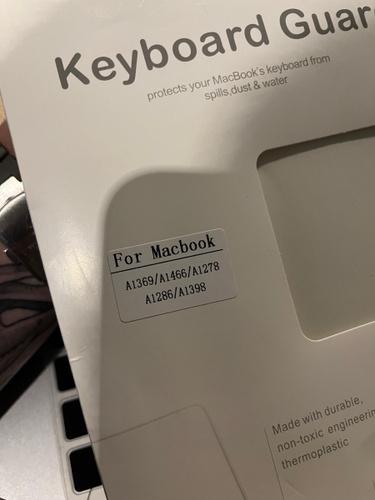 Keyboard Guar
protects your MacBook's keyboard from
spills,dust & water
For Macbook
A1369/A1466/A1278
A1286/A1398
Made with durable,
non-toxic engineerin
thermoplastic